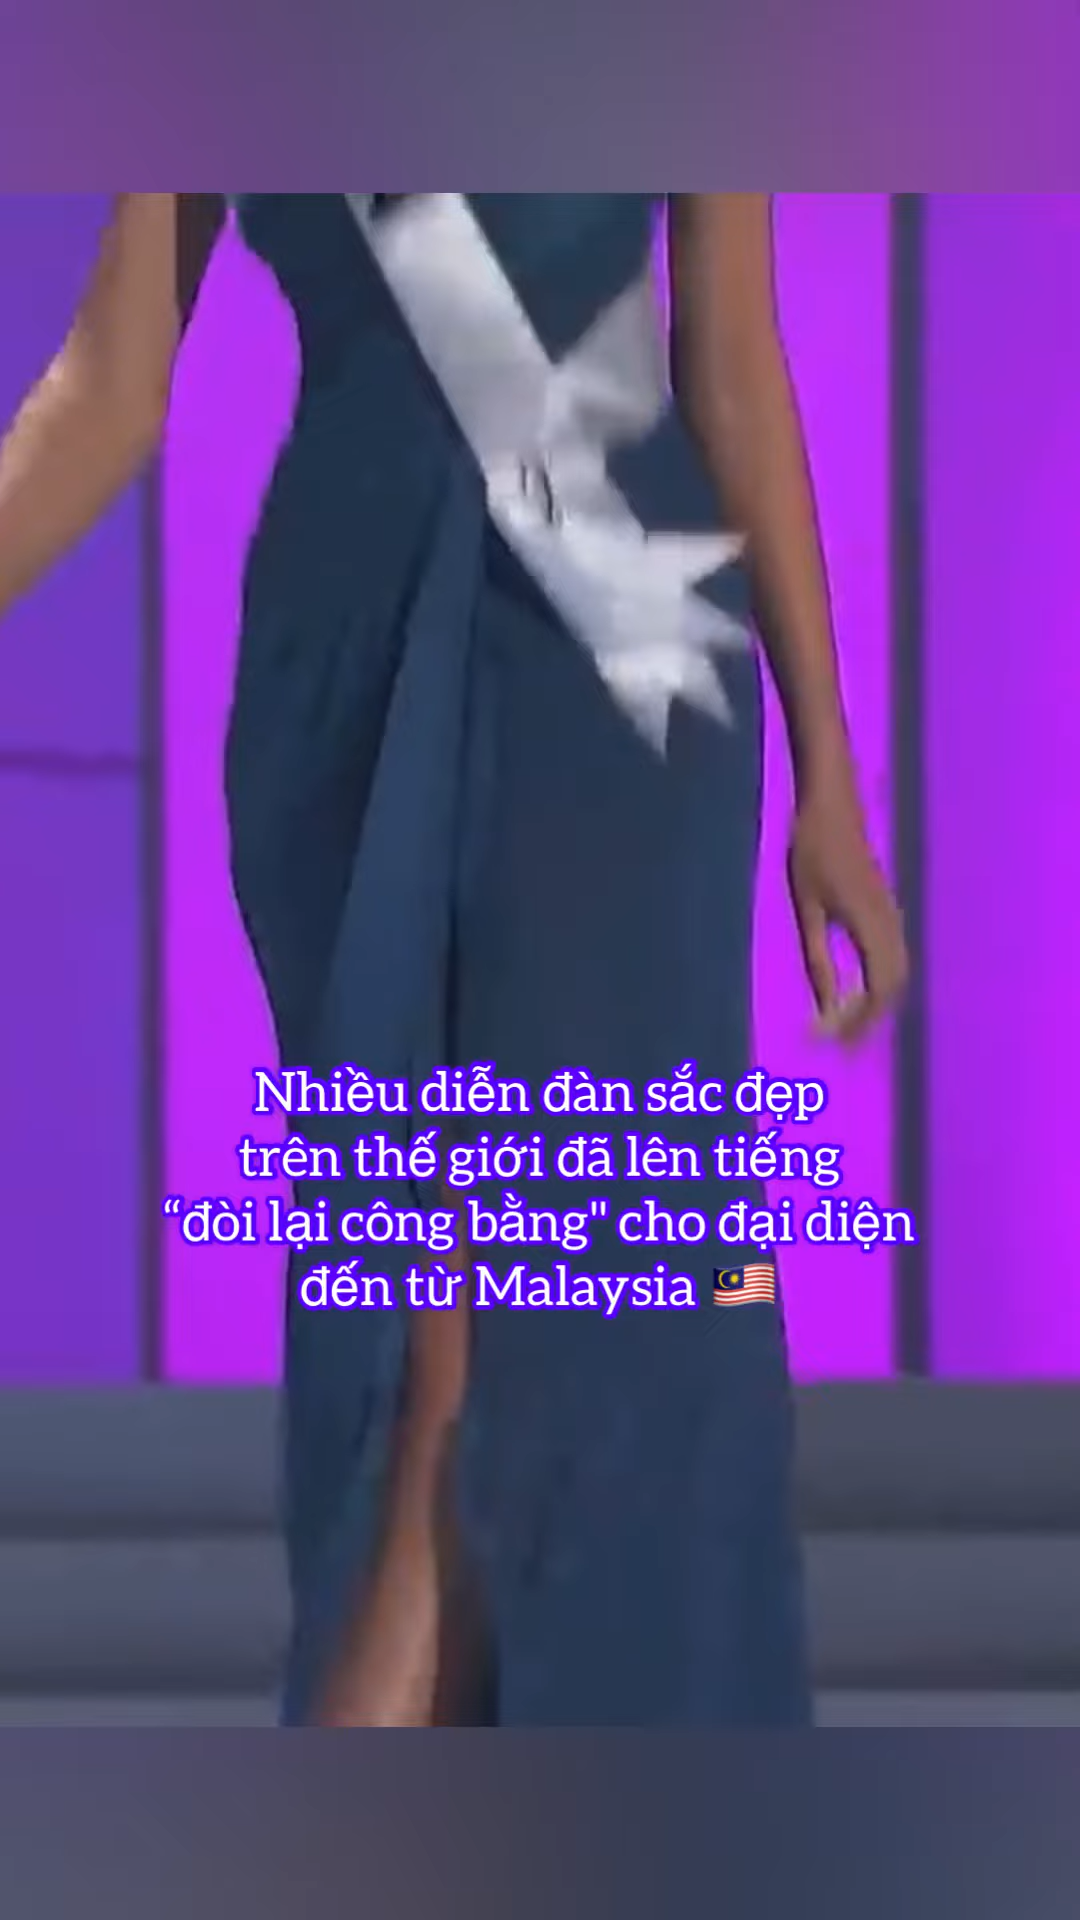 Nhiều diễn đàn sắc đẹp
trên thế giới đã lên tiếng
“đòi lại công bằng" cho đại diện
đến từ Malaysia 🇲🇾